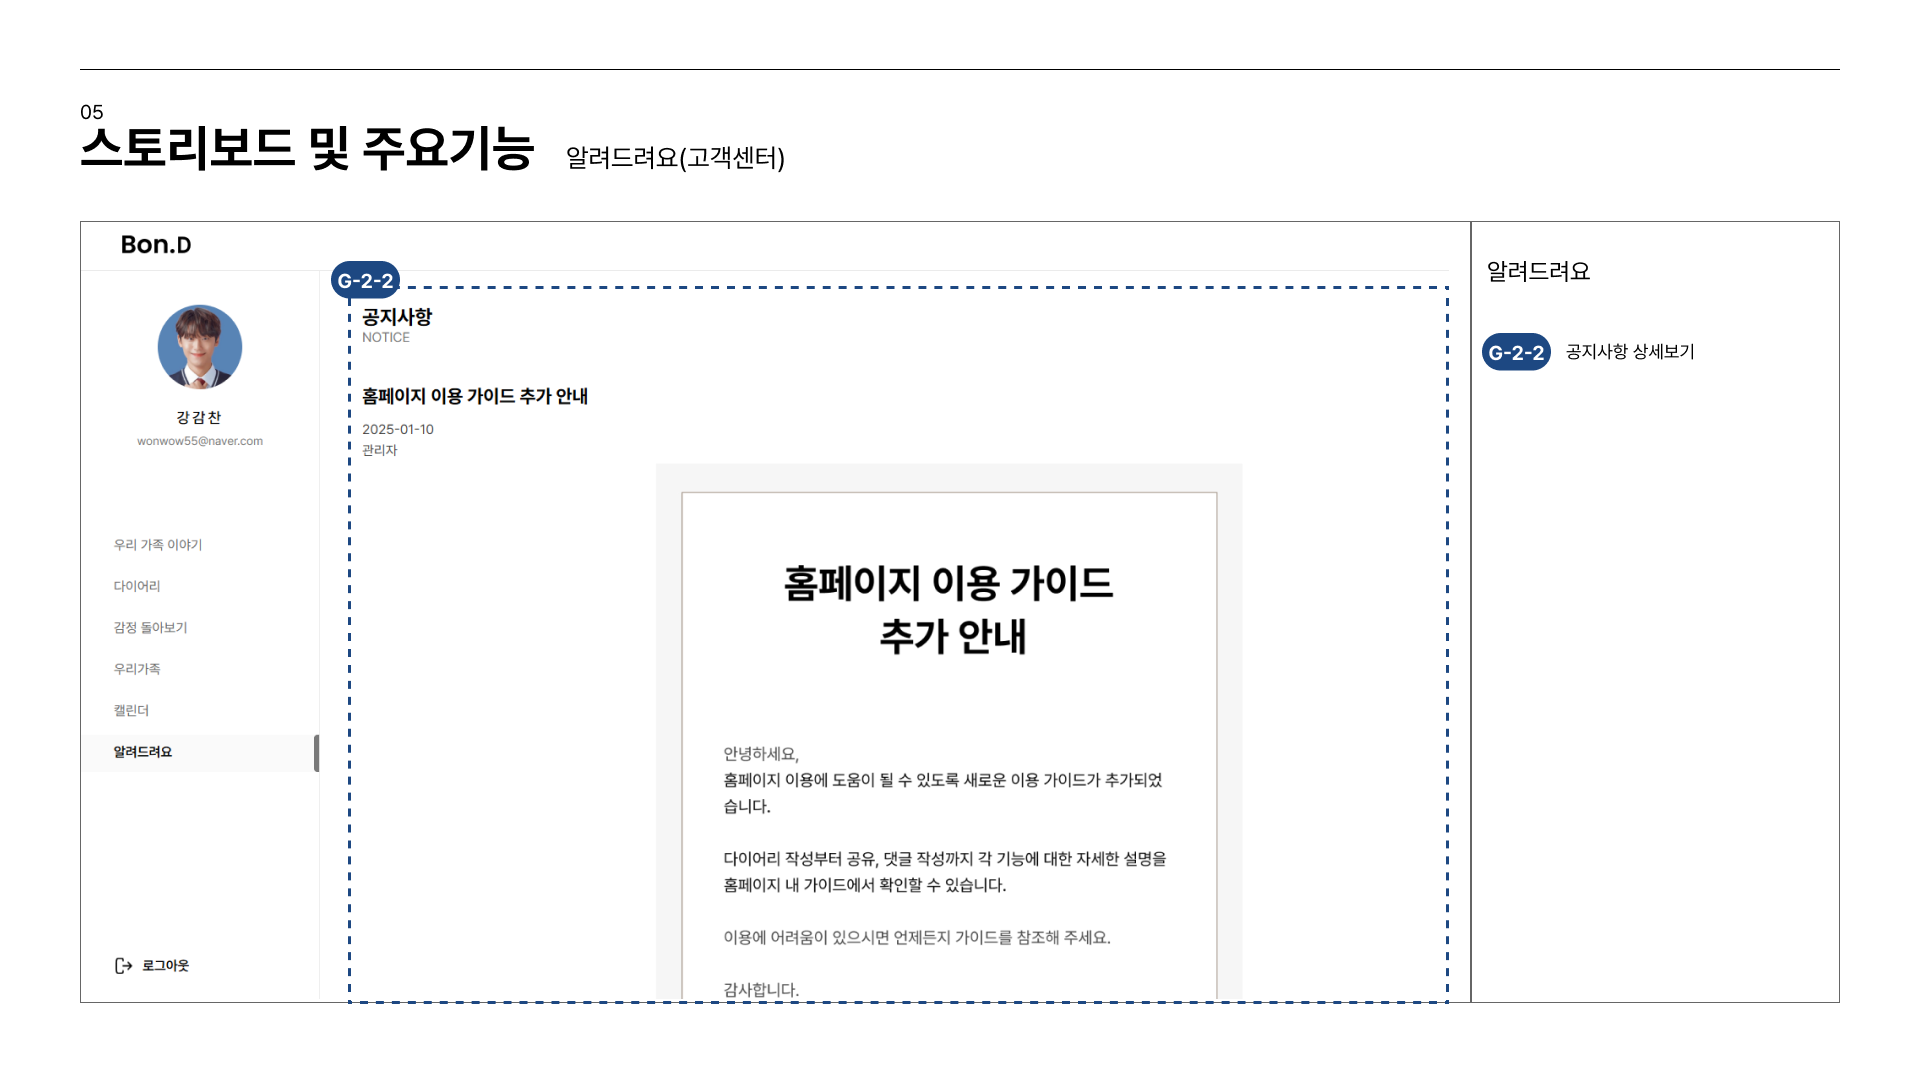 05
스토리보드 및 주요기능 알려드려요(고객센터)
Bon.D
G-2-2
강감찬
wonwow55@naver.com
우리 가족 이야기
다이어리
감정 돌아보기
우리가족
캘린더
알려드려요
로그아웃
공지사항
NOTICE
홈페이지 이용 가이드 추가 안내
2025-01-10
관리자
홈페이지 이용 가이드
추가 안내
안녕하세요,
홈페이지 이용에 도움이 될 수 있도록 새로운 이용 가이드가 추가되었
습니다.
다이어리 작성부터 공유, 댓글 작성까지 각 기능에 대한 자세한 설명을
홈페이지 내 가이드에서 확인할 수 있습니다.
이용에 어려움이 있으시면 언제든지 가이드를 참조해 주세요.
감사합니다.
알려드려요
G-2-2 공지사항 상세보기